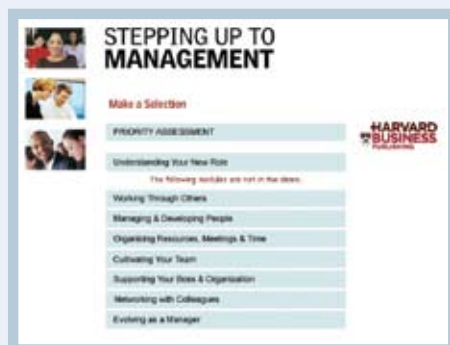 STEPPING UP TO
MANAGEMENT
Make a Selection
PRIORITY ASSESSMENT
HARVARD
BUSINESS
PUBLISHING
Understanding Your New Role
The following modules are not in the demo.
Working Through Others
Managing & Developing People
Organizing Resources, Meetings & Time
Cultivating Your Team
Supporting Your Boss & Organization
Networking with Colleagues
Evolving as a Manager